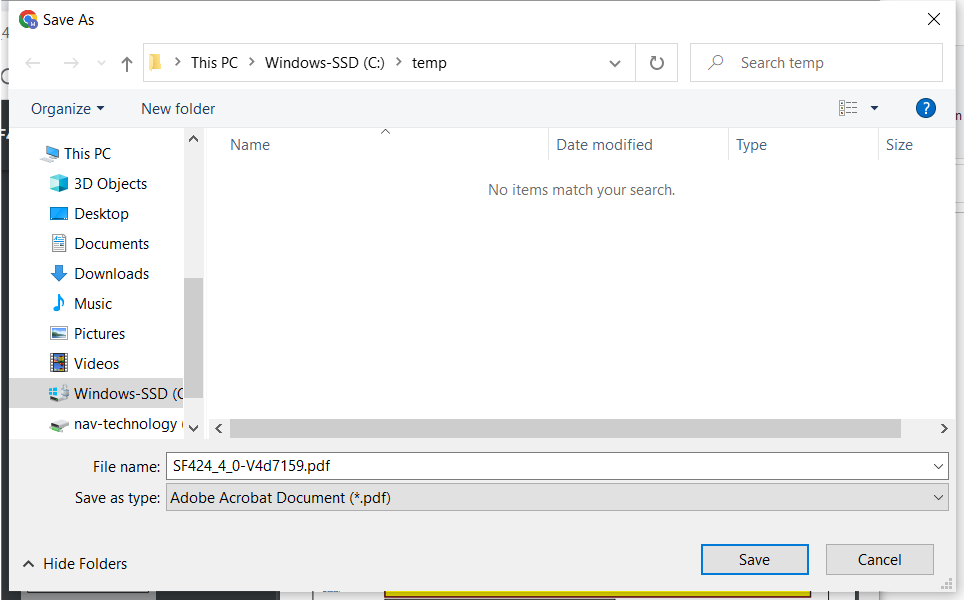 Save As
This PC > Windows-SSD (C:) > temp
Search temp
Organize
New folder
?
This PC
3D Objects
Desktop
Documents
Downloads
Music
Pictures
Videos
Windows-SSD (C
nav-technology (
Name
Date modified
Type
Size
No items match your search.
File name: SF424_4_0-V4d7159.pdf
Save as type: Adobe Acrobat Document (*.pdf)
Hide Folders
Save
Cancel